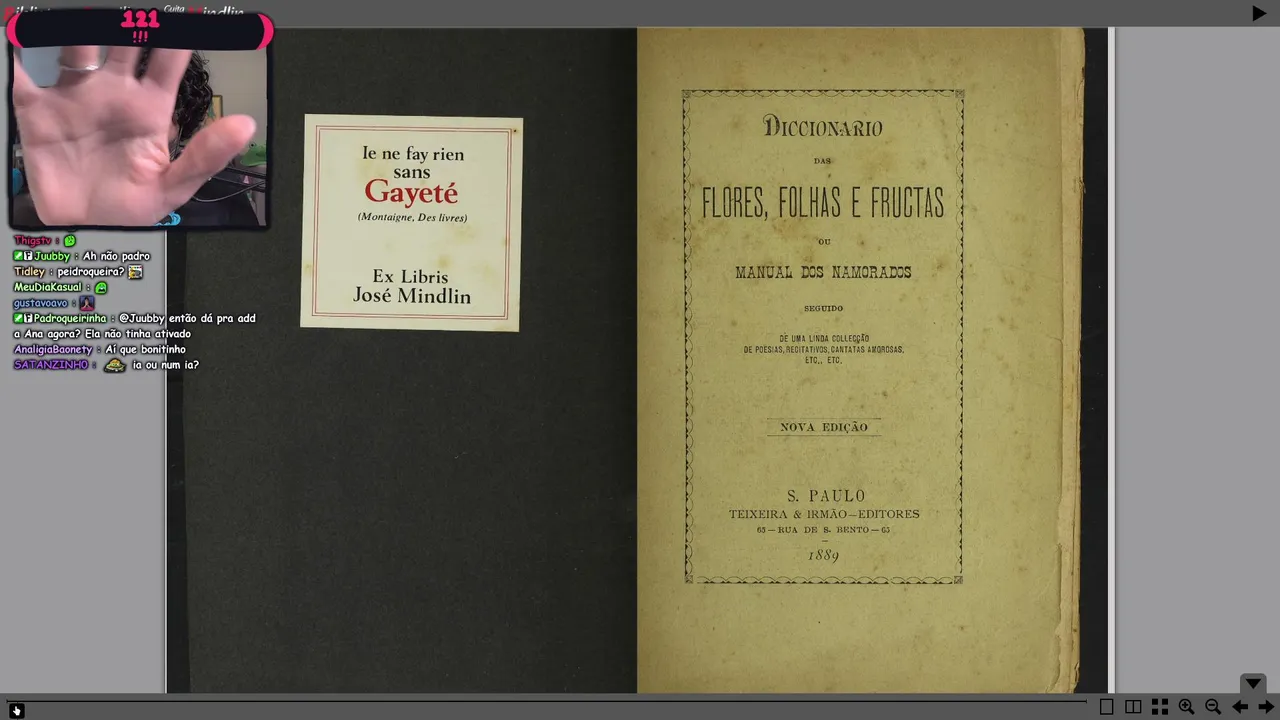 121
!!!
Ie ne fay rien
sans
Gayeté
(Montaigne, Des livres)
Ex Libris
José Mindlin
DICCIONARIO
DAS
FLORES, FOLHAS E FRUCTAS
OU
MANUAL DOS NAMORADOS
SEGUIDO
DE UMA LINDA COLLECÇÃO
DE POESIAS, RECITATIVOS, CANTATAS AMOROSAS,
ETC., ETC.
NOVA EDIÇÃO
S. PAULO
TEIXEIRA & IRMÃO—EDITORES
65—RUA DE S. BENTO—65
1889
Thigstv :
Juubby : Ah não padro
Tidley : peidroqueira?
MeuDiaKasual :
gustavoavo :
Padroqueirinha : @Juubby então dá pra add
a Ana agora? Ela não tinha ativado
AnaligiaBaonety : Aí que bonitinho
SATANZINH0 : ia ou num ia?